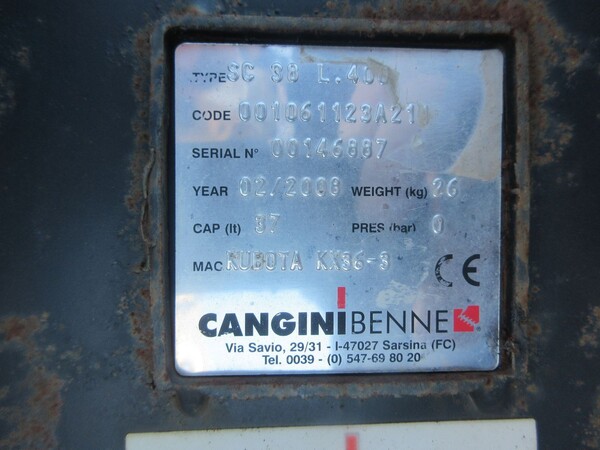 TYPE SC 38 L.400
CODE 001061123A21
SERIAL N° 00146887
YEAR 02/2008 WEIGHT (kg) 26
CAP (lt) 37 PRES (bar) 0
MAC KUBOTA KX36-3
CE
CANGINIBENNE
Via Savio, 29/31 - I-47027 Sarsina (FC)
Tel. 0039 - (0) 547-69 80 20